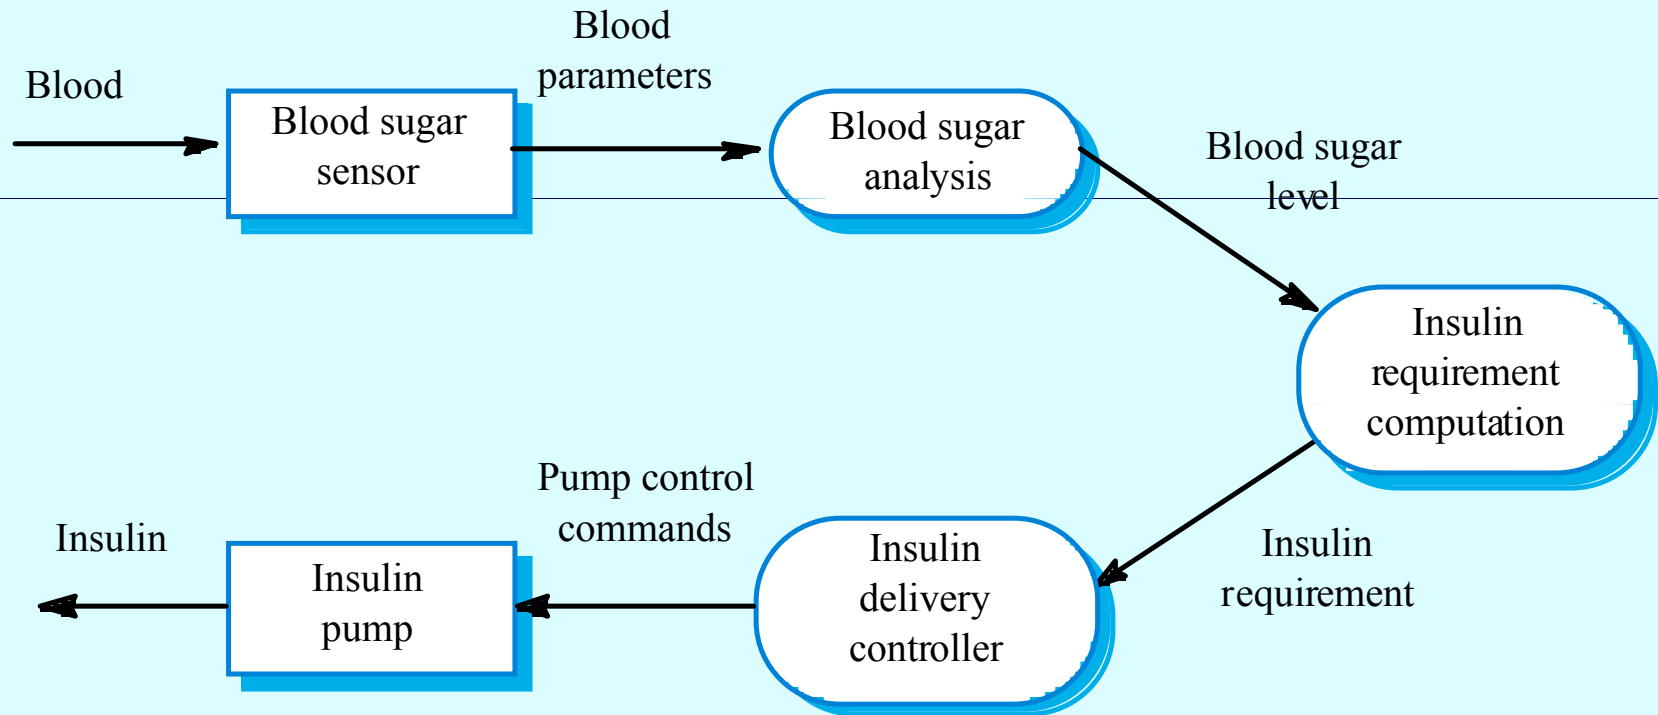 Blood
Blood sugar
sensor
Blood
parameters
Blood sugar
analysis
Blood sugar
level
Insulin
requirement
computation
Insulin
requirement
Insulin
delivery
controller
Pump control
commands
Insulin
pump
Insulin